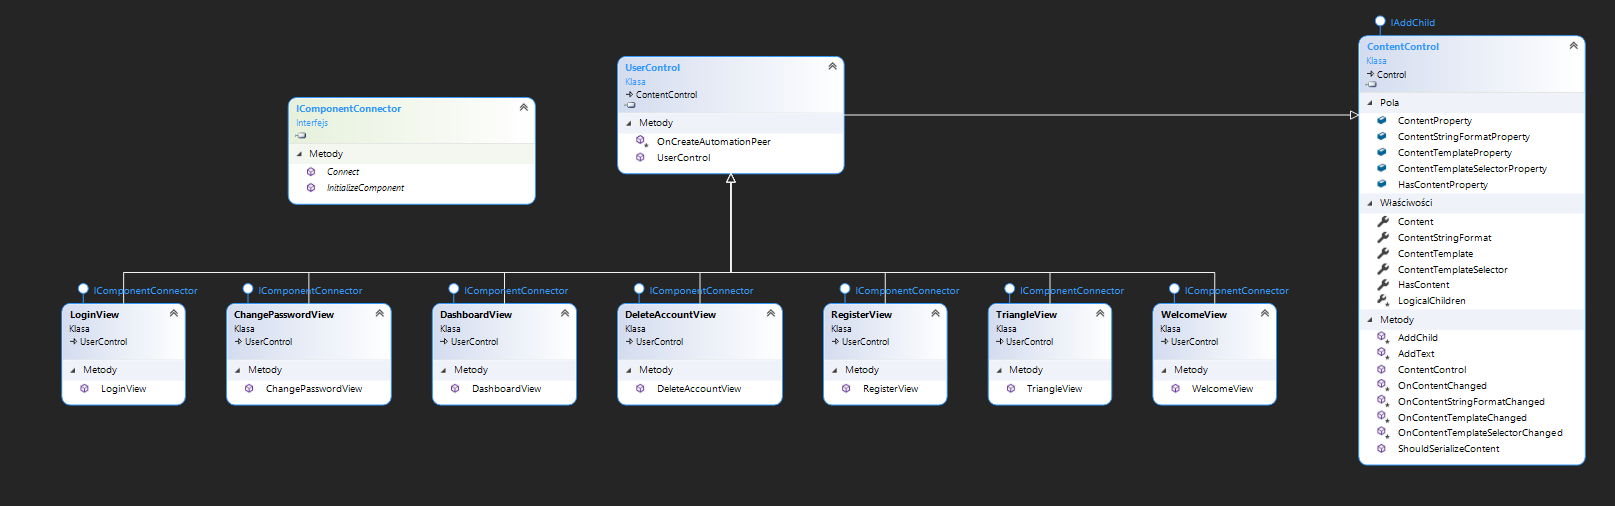 IAddChild
ContentControl
Klasa
Control
Pola
ContentProperty
ContentStringFormatProperty
ContentTemplateProperty
ContentTemplateSelectorProperty
HasContentProperty
Właściwości
Content
ContentStringFormat
ContentTemplate
ContentTemplateSelector
HasContent
LogicalChildren
Metody
AddChild
AddText
ContentControl
OnContentChanged
OnContentStringFormatChanged
OnContentTemplateChanged
OnContentTemplateSelectorChanged
ShouldSerializeContent
UserControl
Klasa
ContentControl
Metody
OnCreateAutomationPeer
UserControl
IComponentConnector
Interfejs
Metody
Connect
InitializeComponent
IComponentConnector
LoginView
Klasa
UserControl
Metody
LoginView
IComponentConnector
ChangePasswordView
Klasa
UserControl
Metody
ChangePasswordView
IComponentConnector
DashboardView
Klasa
UserControl
Metody
DashboardView
IComponentConnector
DeleteAccountView
Klasa
UserControl
Metody
DeleteAccountView
IComponentConnector
RegisterView
Klasa
UserControl
Metody
RegisterView
IComponentConnector
TriangleView
Klasa
UserControl
Metody
TriangleView
IComponentConnector
WelcomeView
Klasa
UserControl
Metody
WelcomeView